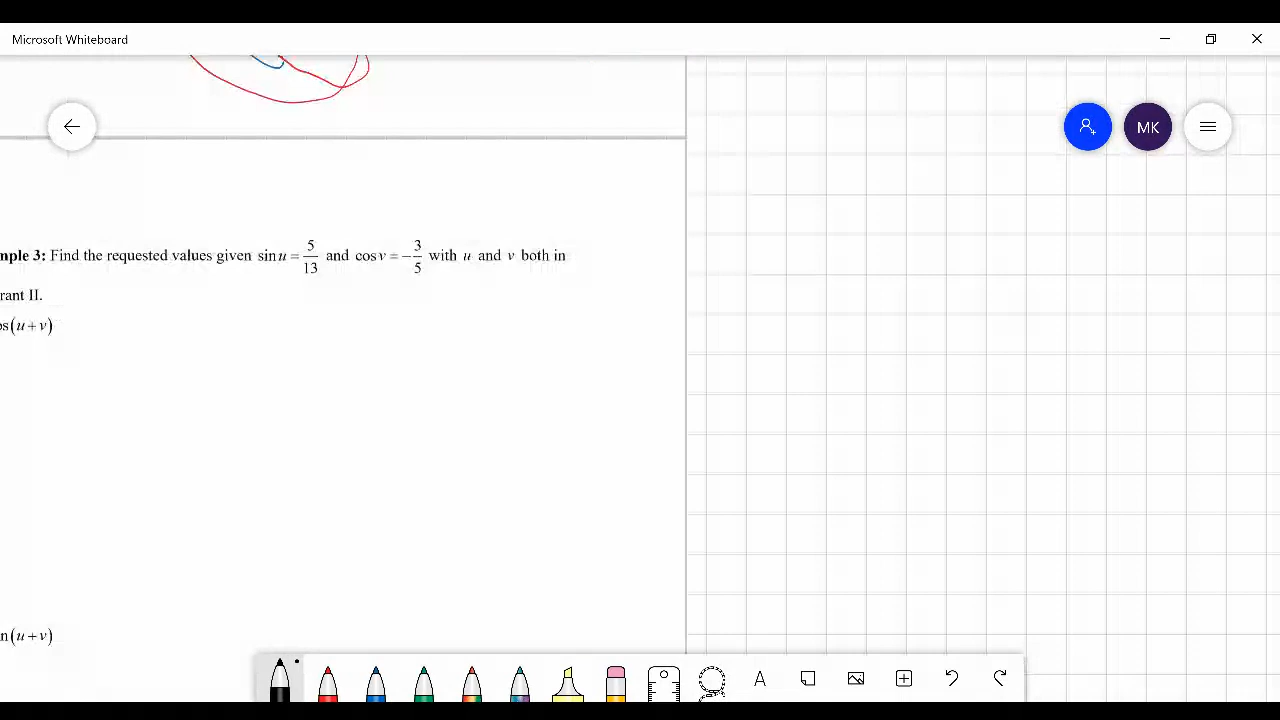 Microsoft Whiteboard
MK
mple 3: Find the requested values given sin u = 5/13 and cos v = -3/5 with u and v both in
rant II.
os(u+v)
n(u+v)
A